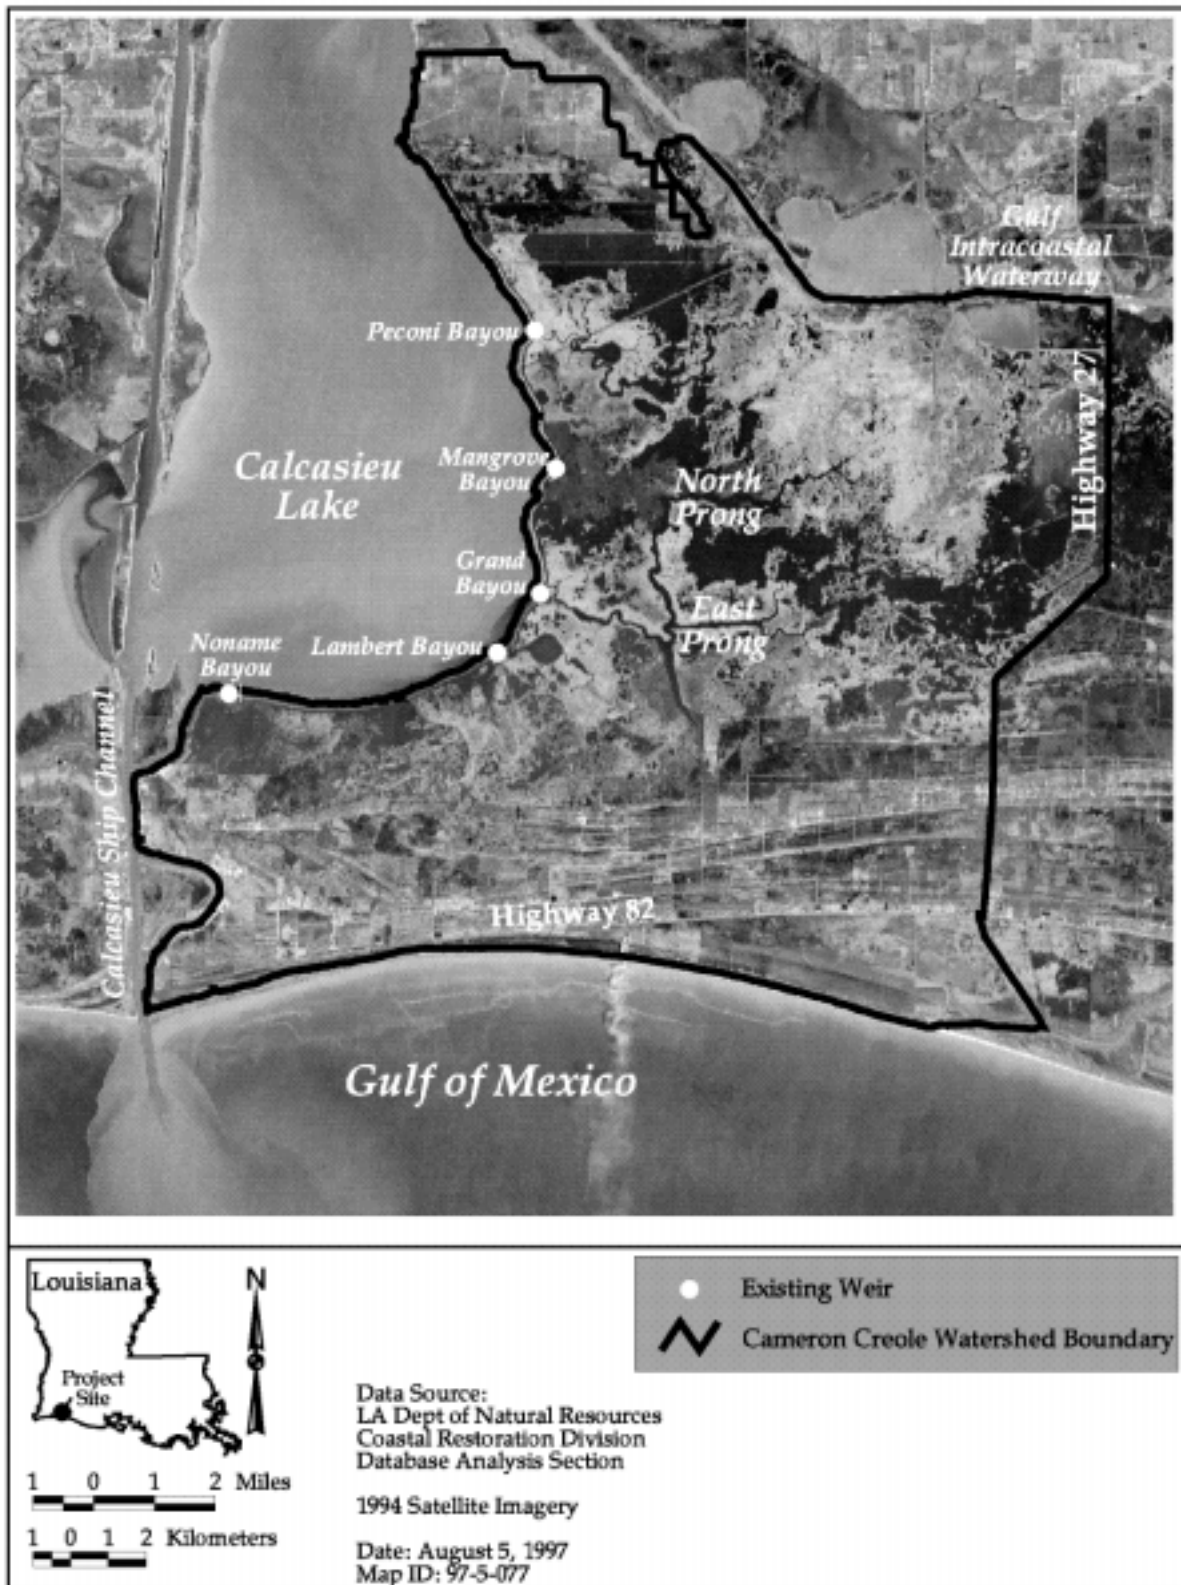 Gulf
Intracoastal
Waterway
Peconi Bayou
Highway 27
Calcasieu
Lake
Mangrove
Bayou
North
Prong
Grand
Bayou
East
Prong
Noname
Bayou
Lambert Bayou
Calcasieu Ship Channel
Highway 82
Gulf of Mexico
Louisiana
Project
Site
N
1 0 1 2 Miles
1 0 1 2 Kilometers
Data Source:
LA Dept of Natural Resources
Coastal Restoration Division
Database Analysis Section
1994 Satellite Imagery
Date: August 5, 1997
Map ID: 97-5-077
Existing Weir
Cameron Creole Watershed Boundary